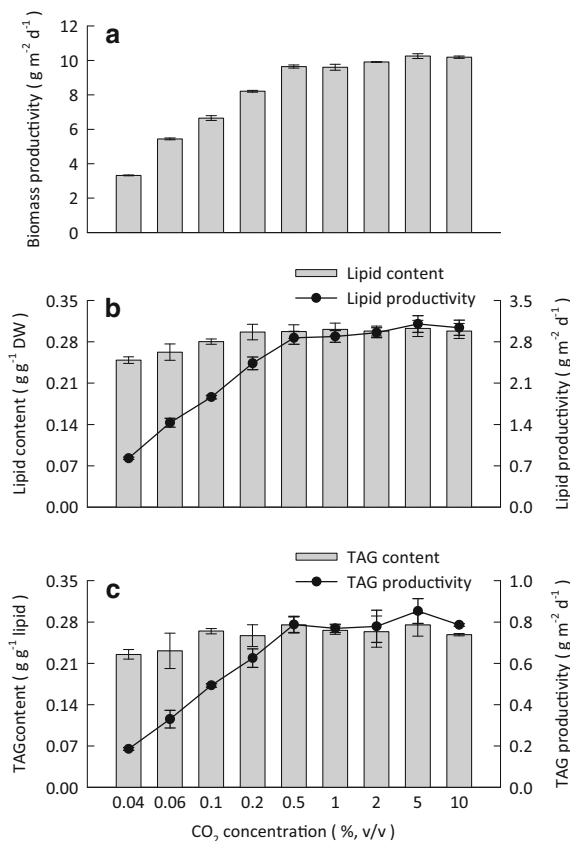 a
Biomass productivity ( g m-2 d-1)
12
10
8
6
4
2
0
Lipid content
Lipid productivity
b
Lipid content ( g g-1 DW)
0.35
0.28
0.21
0.14
0.07
0.00
3.5
2.8
2.1
1.4
0.7
0.0
Lipid productivity ( g m-2 d-1)
TAG content
TAG productivity
c
TAGcontent ( g g-1 lipid)
0.35
0.28
0.21
0.14
0.07
0.00
1.0
0.8
0.6
0.4
0.2
0.0
TAG productivity ( g m-2 d-1)
0.04 0.06 0.1 0.2 0.5 1 2 5 10
CO2 concentration ( %, v/v)